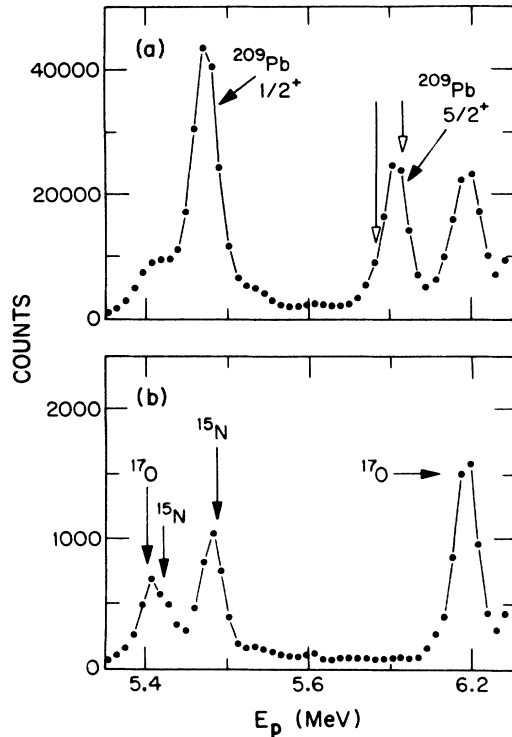 (a)
²⁰⁹Pb
1/2⁺
²⁰⁹Pb
5/2⁺
40000
20000
0
COUNTS
(b)
¹⁷O
¹⁵N
¹⁵N
¹⁷O
2000
1000
0
5.4
5.6
6.2
Eₚ (MeV)